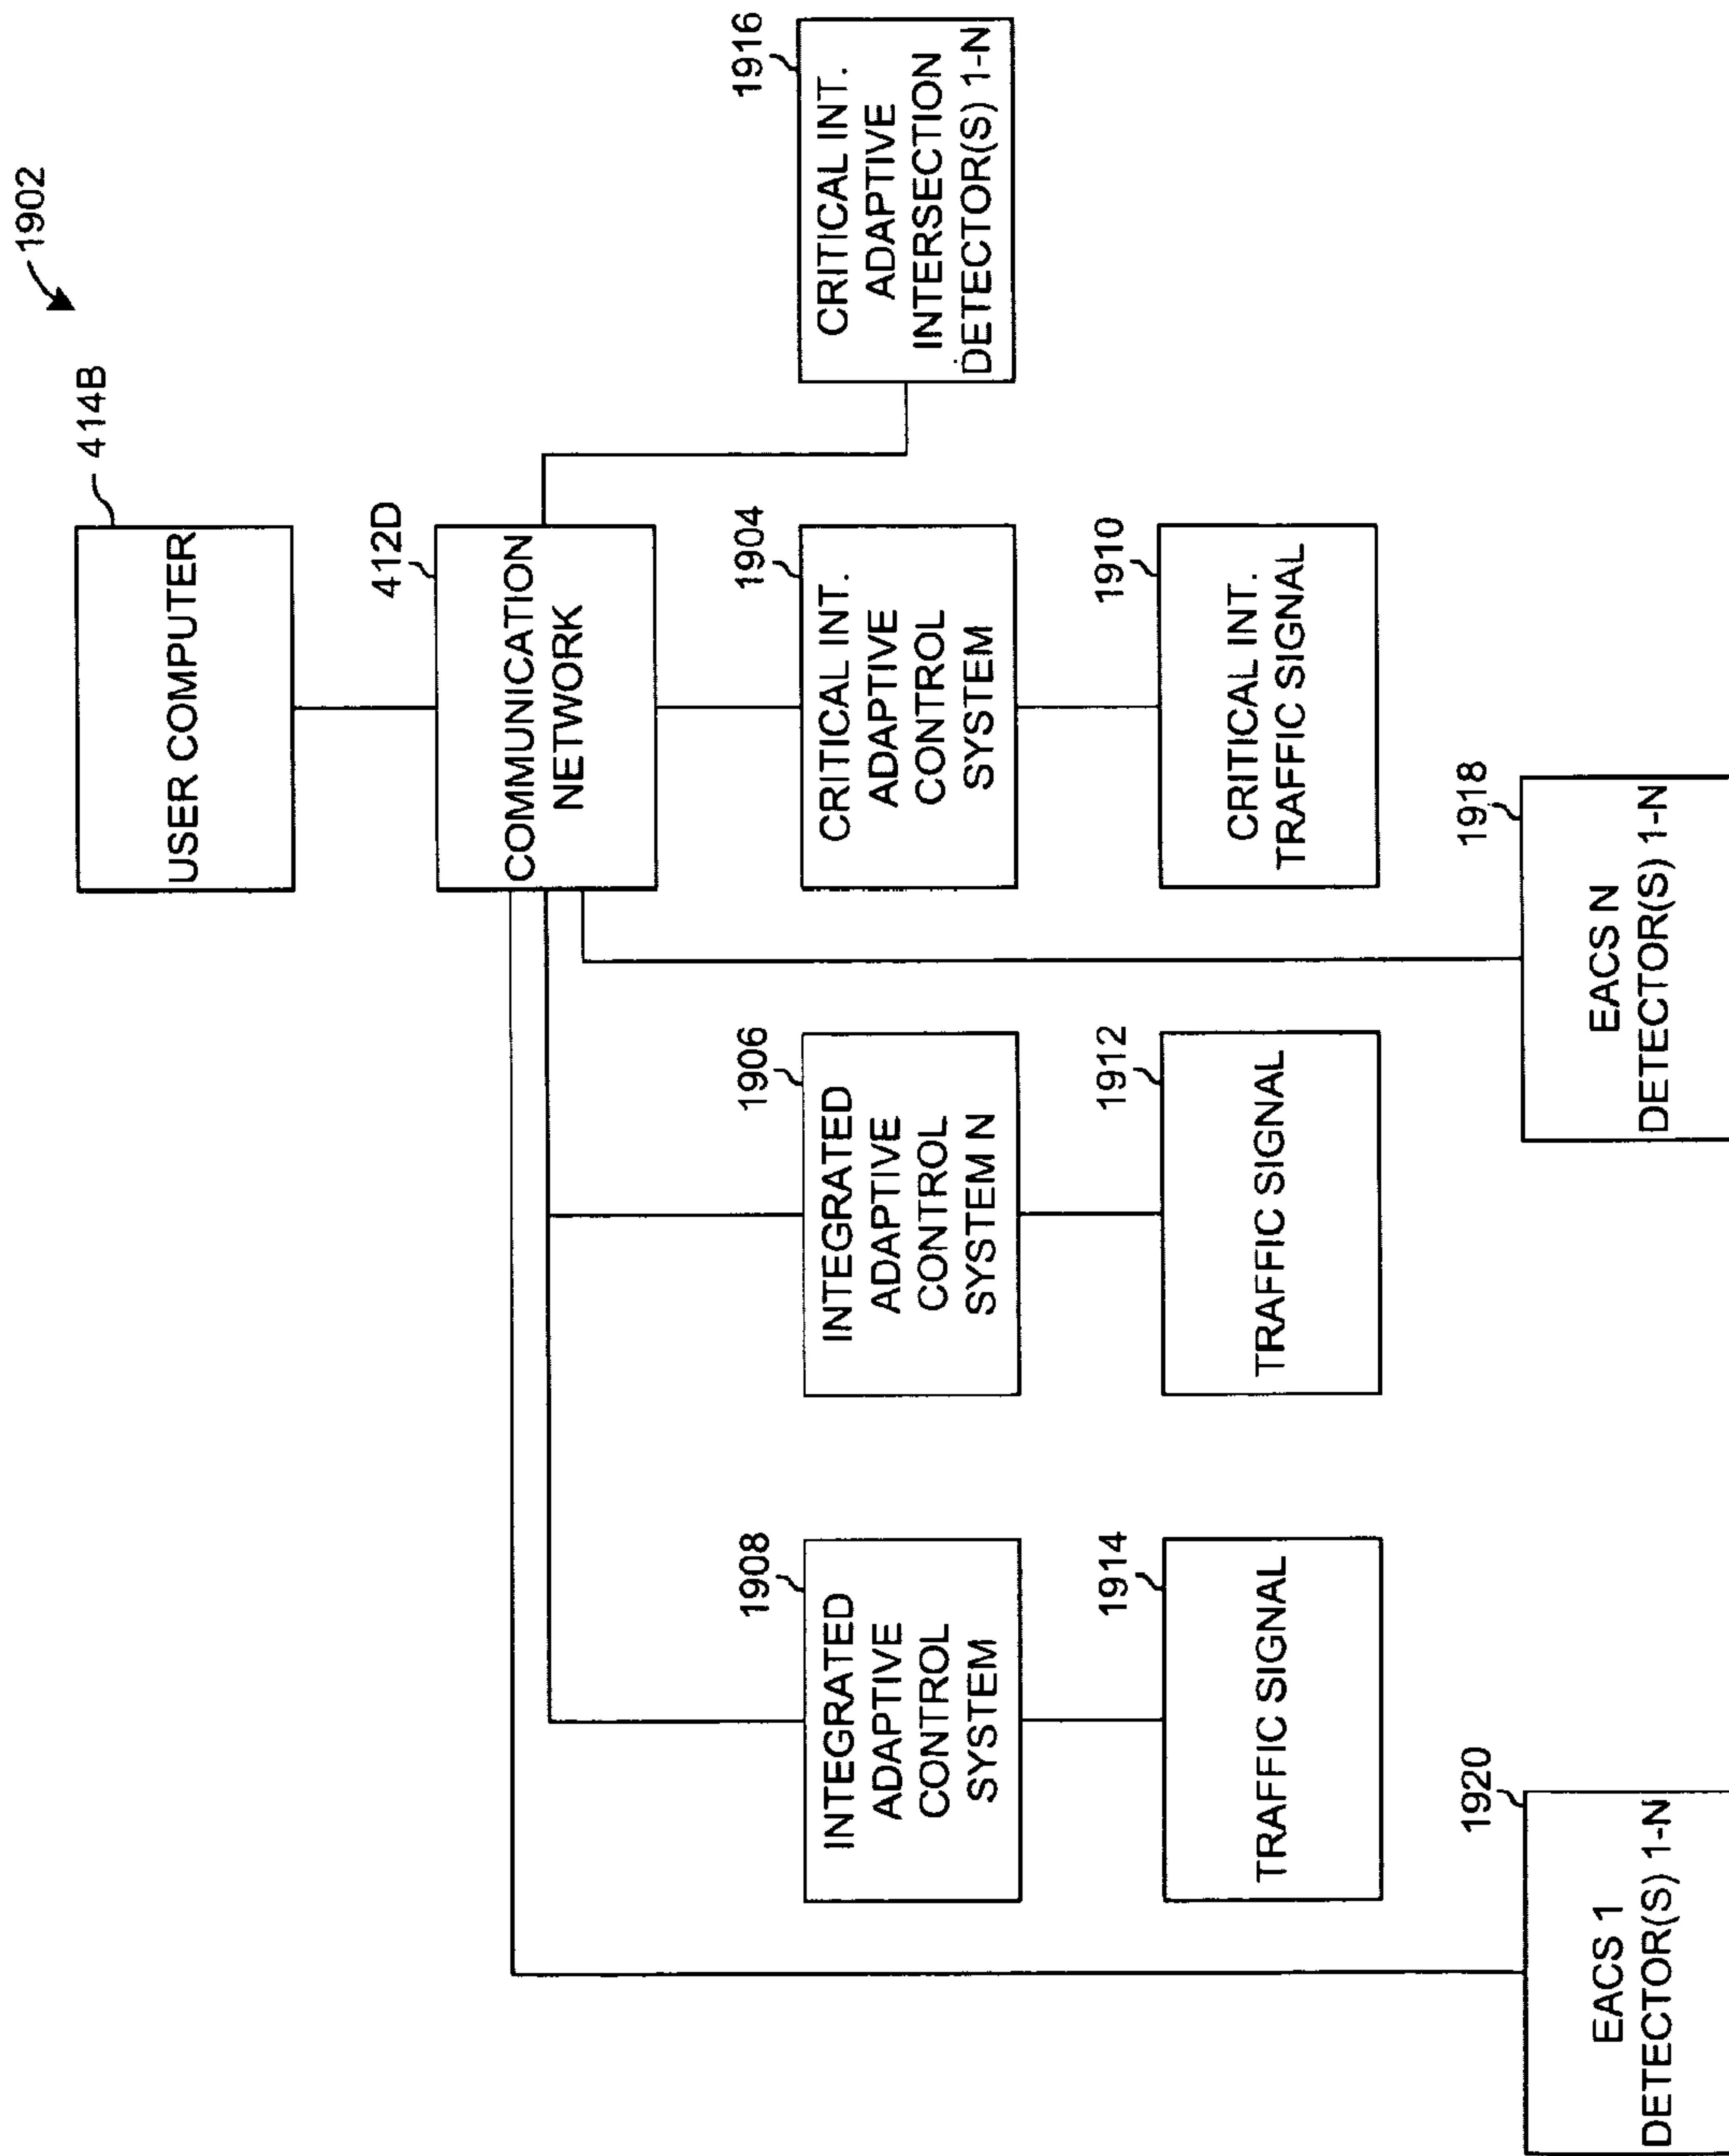 1902
414B
USER COMPUTER
412D
COMMUNICATION
NETWORK
1908
INTEGRATED
ADAPTIVE
CONTROL
SYSTEM
1906
INTEGRATED
ADAPTIVE
CONTROL
SYSTEM N
1904
CRITICAL INT.
ADAPTIVE
CONTROL
SYSTEM
1916
CRITICAL INT.
ADAPTIVE
INTERSECTION
DETECTOR(S) 1-N
1914
TRAFFIC SIGNAL
1912
TRAFFIC SIGNAL
1910
CRITICAL INT.
TRAFFIC SIGNAL
1920
EACS 1
DETECTOR(S) 1-N
1918
EACS N
DETECTOR(S) 1-N